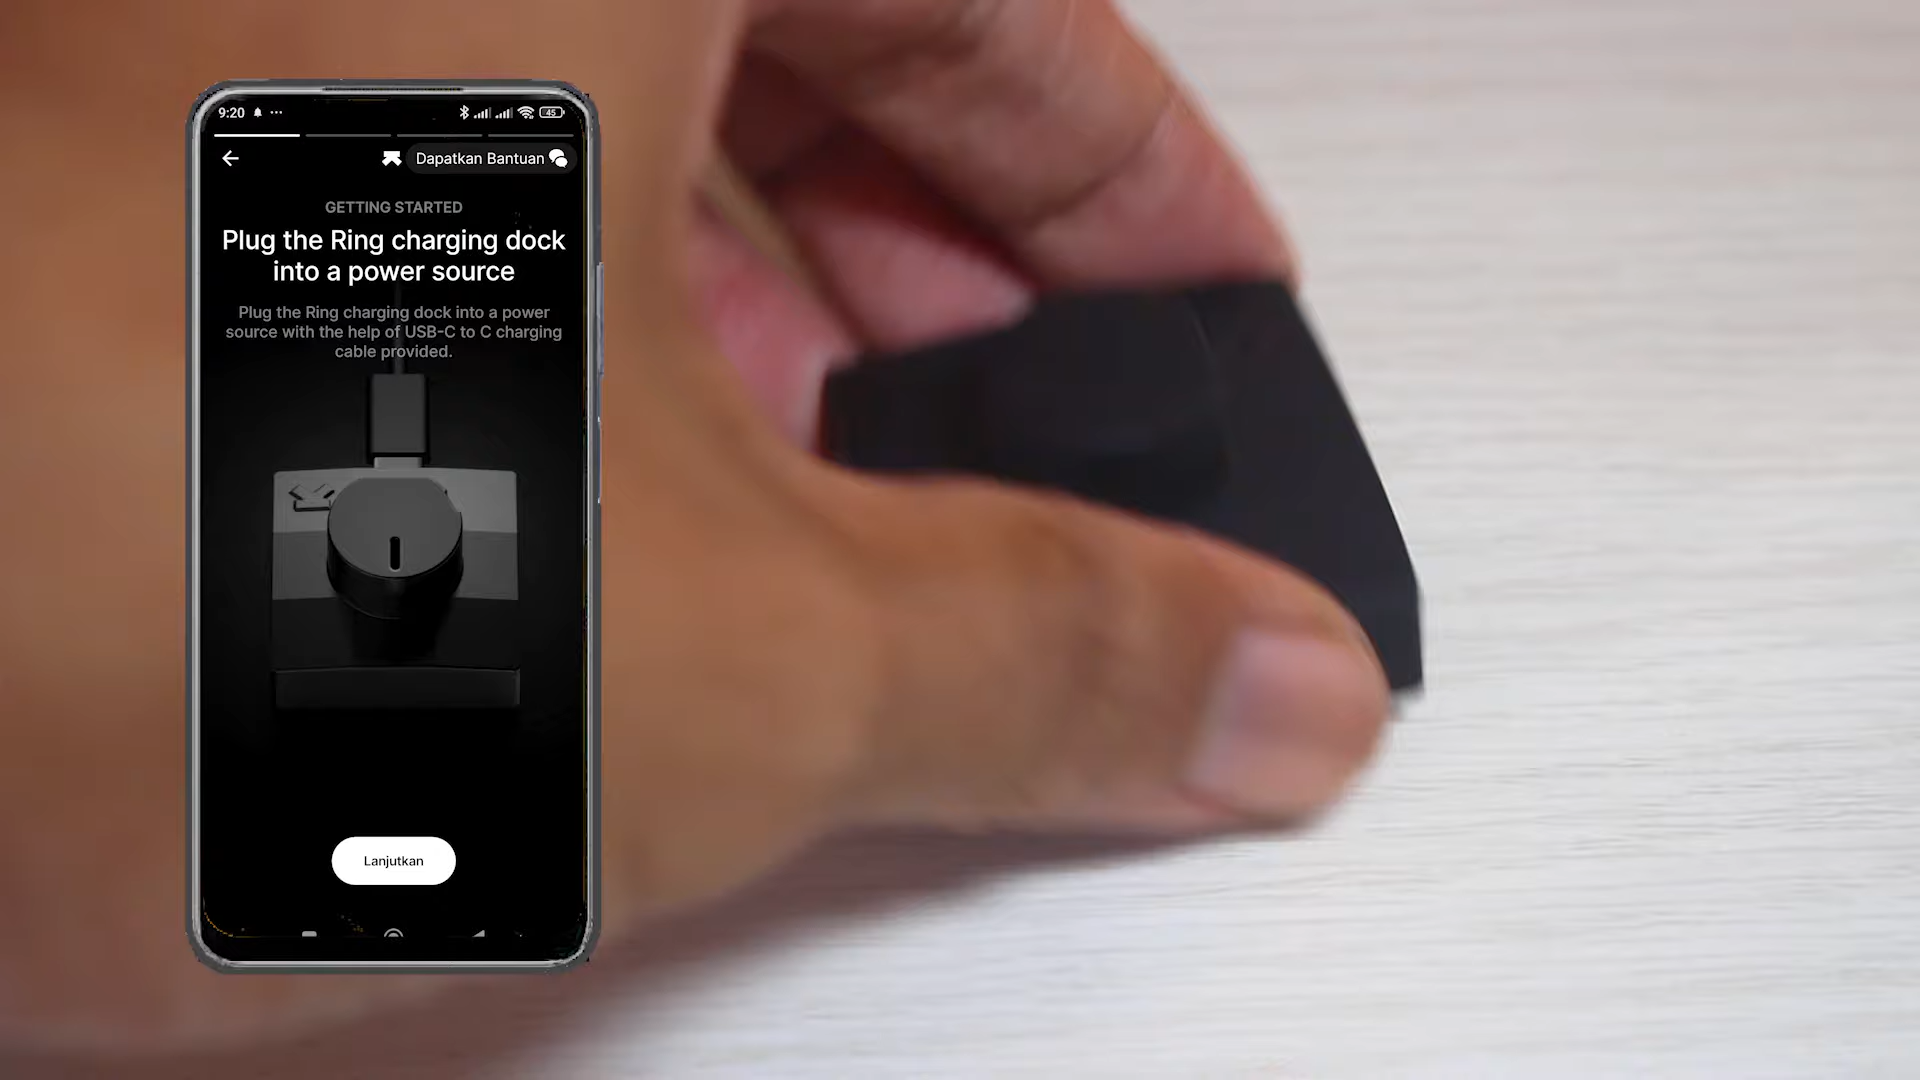 9:20
45
Dapatkan Bantuan
GETTING STARTED
Plug the Ring charging dock
into a power source
Plug the Ring charging dock into a power
source with the help of USB-C to C charging
cable provided.
Lanjutkan